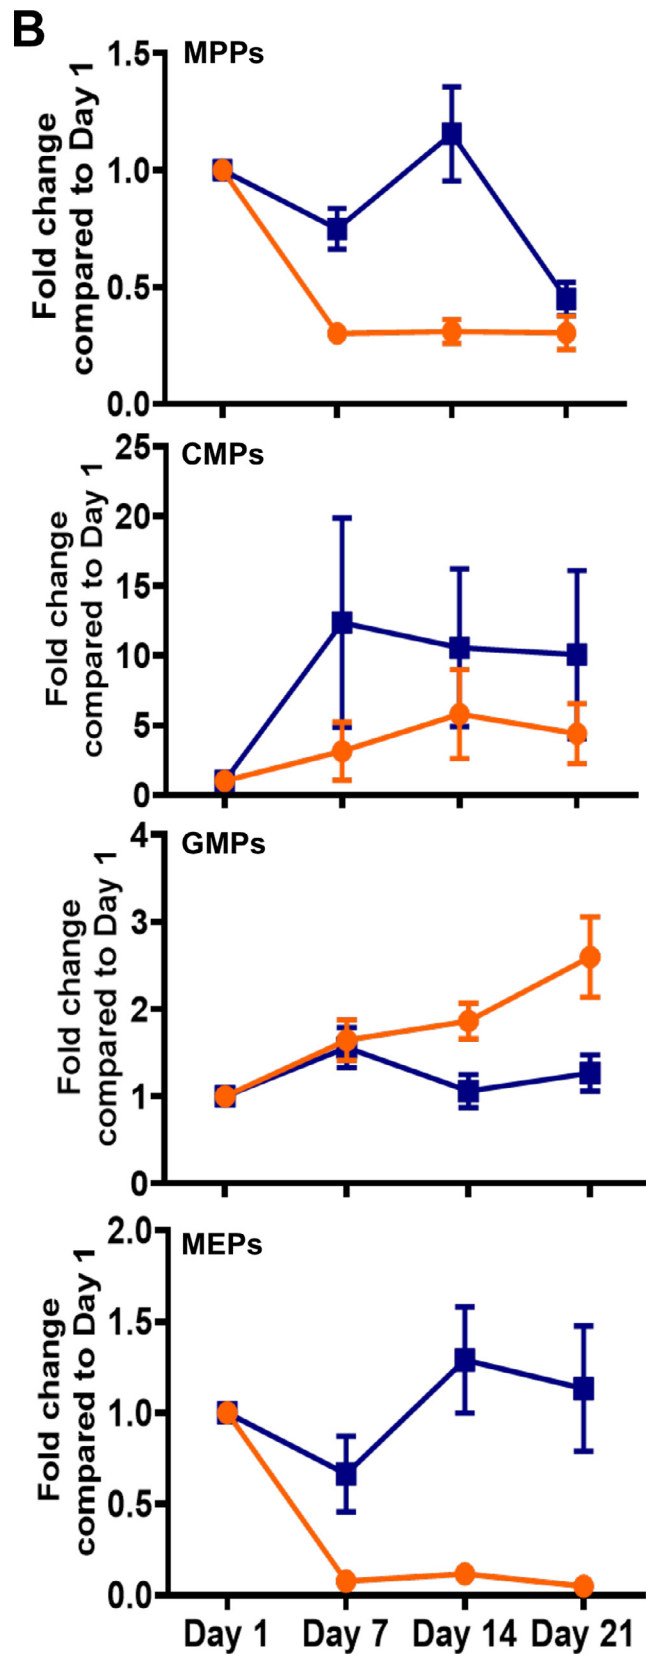 B
MPPs
Fold change
compared to Day 1
1.5
1.0
0.5
0.0
CMPs
Fold change
compared to Day 1
25
20
15
10
5
0
GMPs
Fold change
compared to Day 1
4
3
2
1
0
MEPs
Fold change
compared to Day 1
2.0
1.5
1.0
0.5
0.0
Day 1 Day 7 Day 14 Day 21